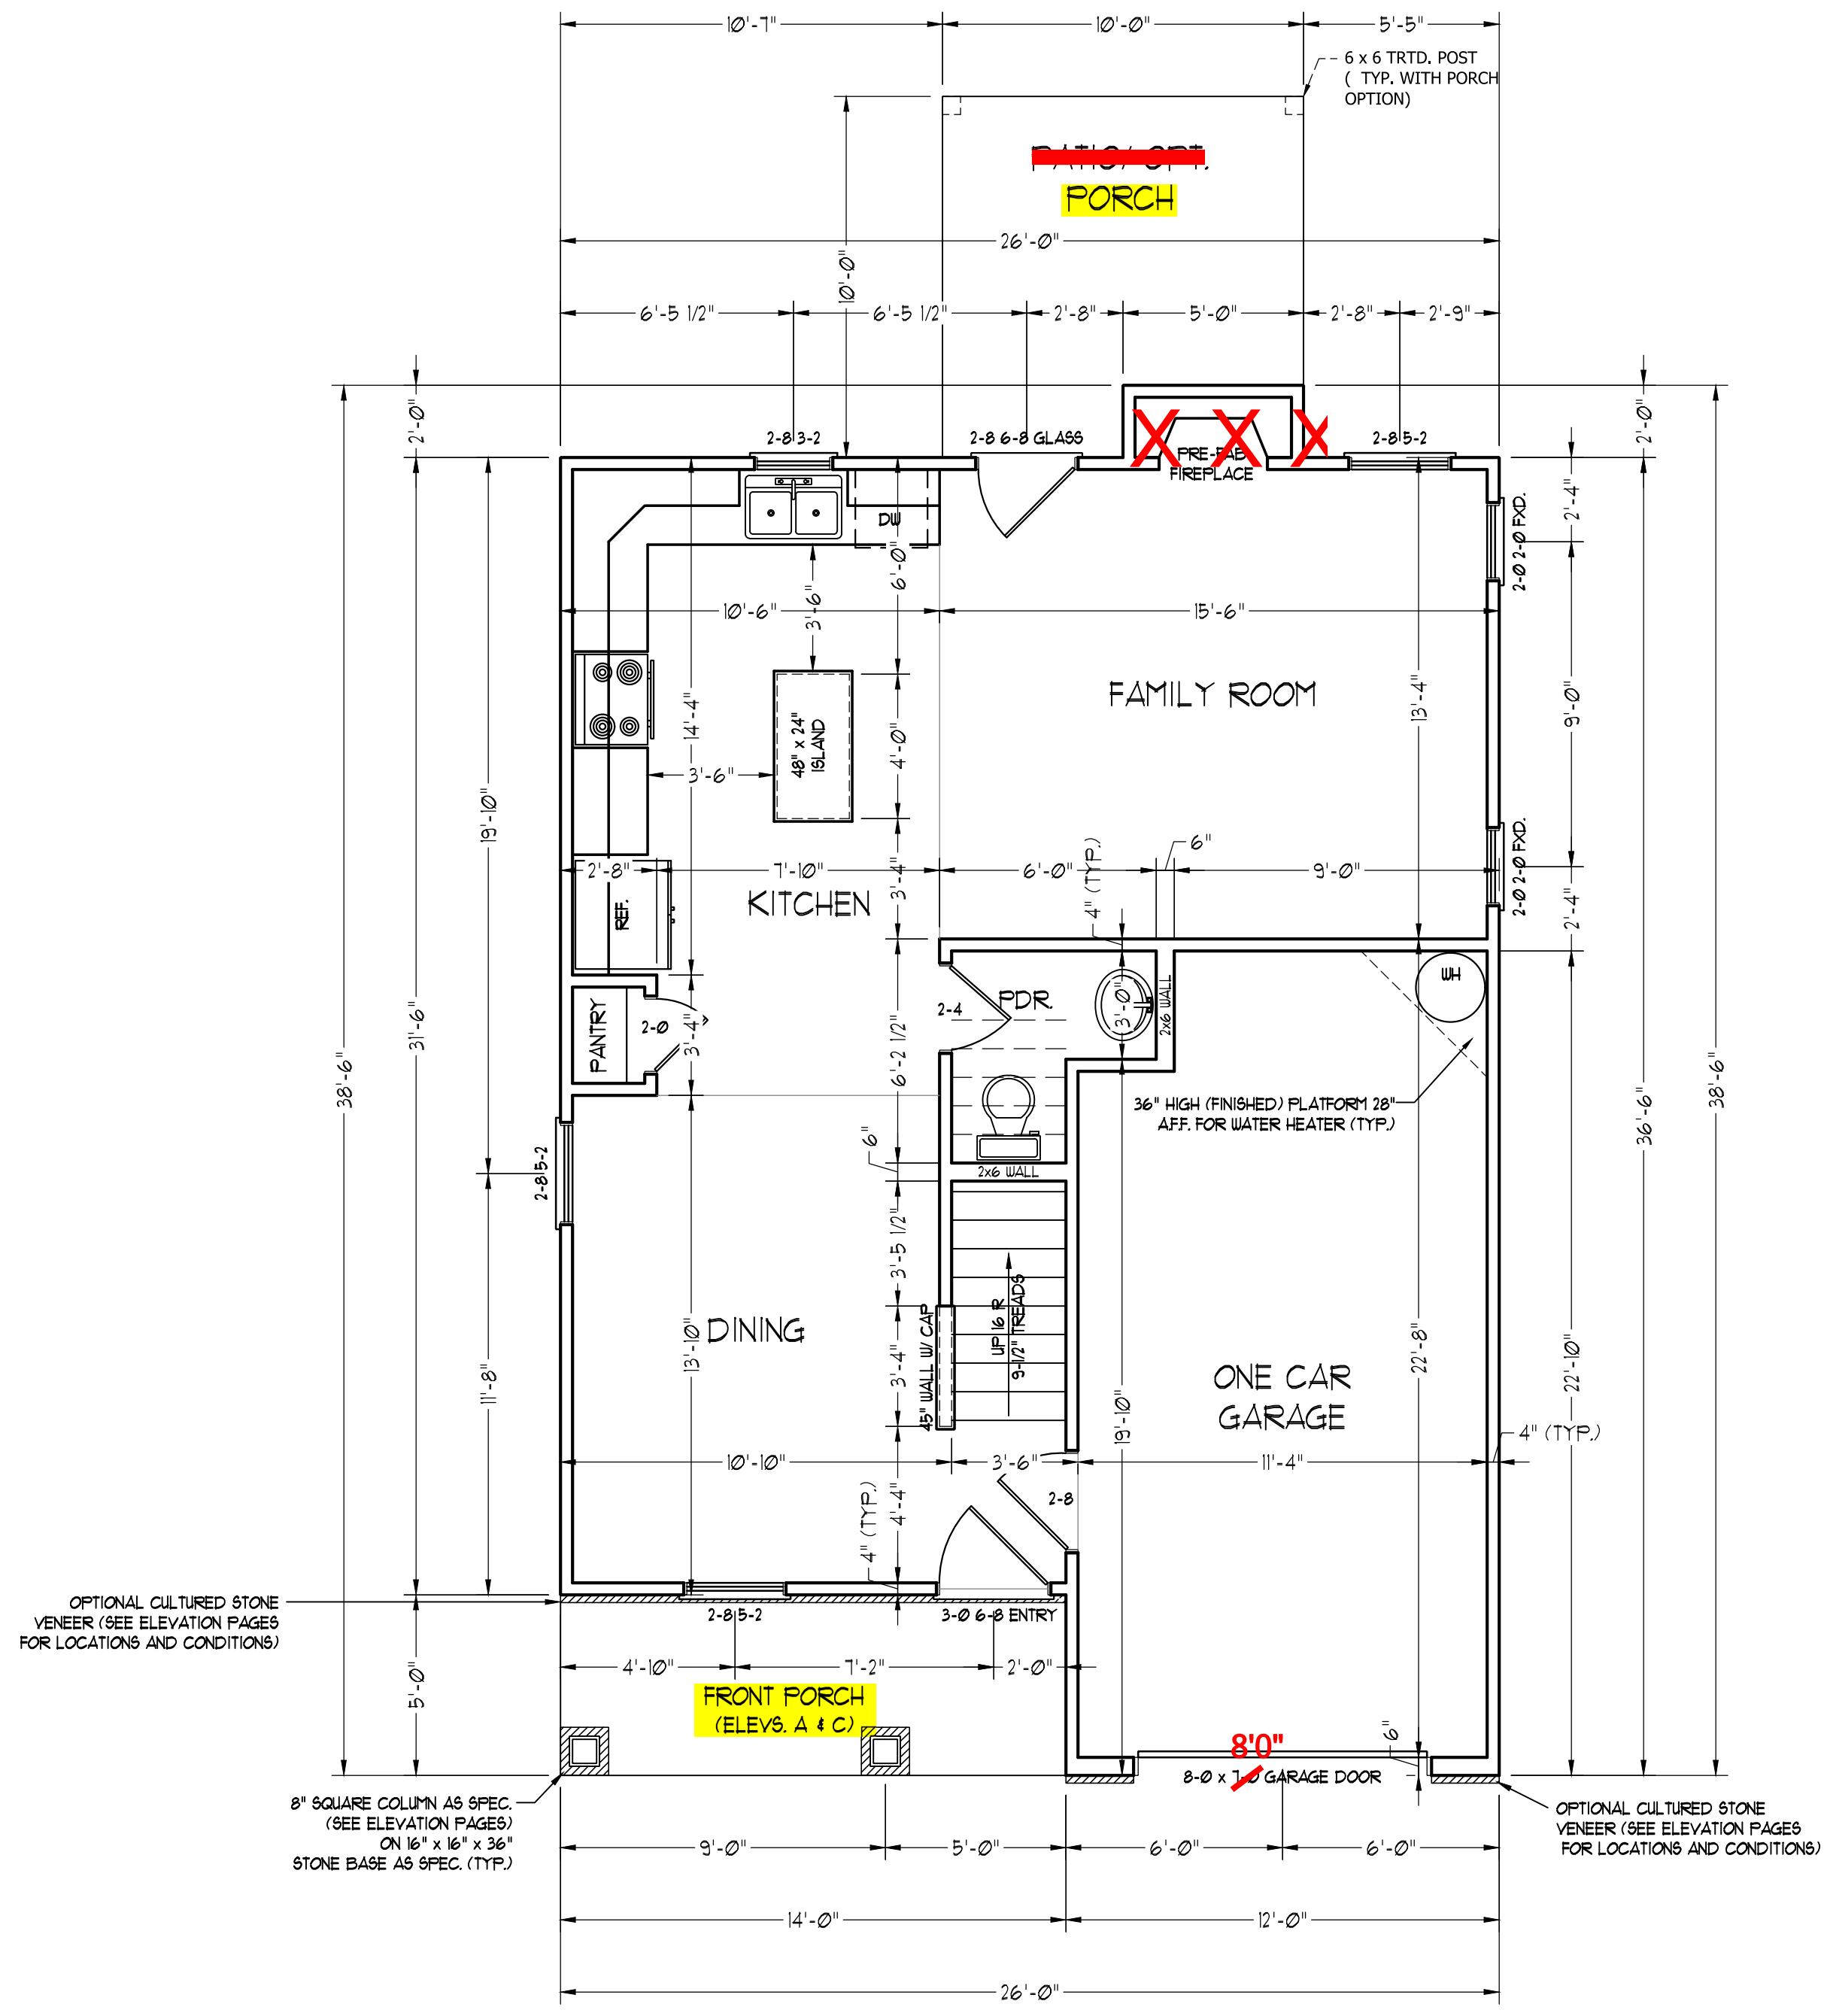 10'-7"
10'-0"
5'-5"
6 x 6 TRTD. POST
( TYP. WITH PORCH
OPTION)
PATIO/ OPT.
PORCH
26'-0"
10'-0"
6'-5 1/2"
6'-5 1/2"
2'-8"
5'-0"
2'-8"
2'-9"
2'-0"
2'-0"
2-8 3-2
2-8 6-8 GLASS
2-8 5-2
X X X
PRE-FAB
FIREPLACE
DW
2'-4"
2-0 2-0 FXD.
6'-0"
3'-6"
10'-6"
15'-6"
FAMILY ROOM
13'-4"
9'-0"
14'-4"
48" x 24"
ISLAND
4'-0"
3'-6"
19'-10"
2-0 2-0 FXD.
2'-4"
2'-8"
7'-10"
3'-4"
6'-0"
4" (TYP.)
6"
9'-0"
KITCHEN
REF.
WH
PANTRY
2-0
3'-4"
2-4
PDR.
3'-0"
2x6 WALL
6'-2 1/2"
31'-6"
38'-6"
36'-6"
38'-6"
36" HIGH (FINISHED) PLATFORM 28"
A.F.F. FOR WATER HEATER (TYP.)
6"
2x6 WALL
2-8 5-2
3'-5 1/2"
UP 16 R
9-1/2" TREADS
DINING
13'-10"
45" WALL W/ CAP
3'-4"
11'-8"
22'-8"
22'-10"
ONE CAR
GARAGE
19'-10"
4" (TYP.)
10'-10"
3'-6"
11'-4"
2-8
4" (TYP.)
4'-4"
OPTIONAL CULTURED STONE
VENEER (SEE ELEVATION PAGES
FOR LOCATIONS AND CONDITIONS)
2-8 5-2
3-0 6-8 ENTRY
4'-10"
7'-2"
2'-0"
5'-0"
FRONT PORCH
(ELEVS. A & C)
8'0"
6"
8-0 x 7-0 GARAGE DOOR
8" SQUARE COLUMN AS SPEC.
(SEE ELEVATION PAGES)
ON 16" x 16" x 36"
STONE BASE AS SPEC. (TYP.)
OPTIONAL CULTURED STONE
VENEER (SEE ELEVATION PAGES
FOR LOCATIONS AND CONDITIONS)
9'-0"
5'-0"
6'-0"
6'-0"
14'-0"
12'-0"
26'-0"